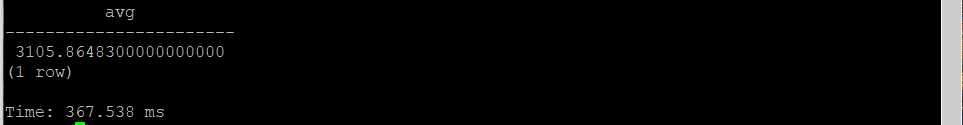 avg
-----------------------
3105.8648300000000000
(1 row)
Time: 367.538 ms